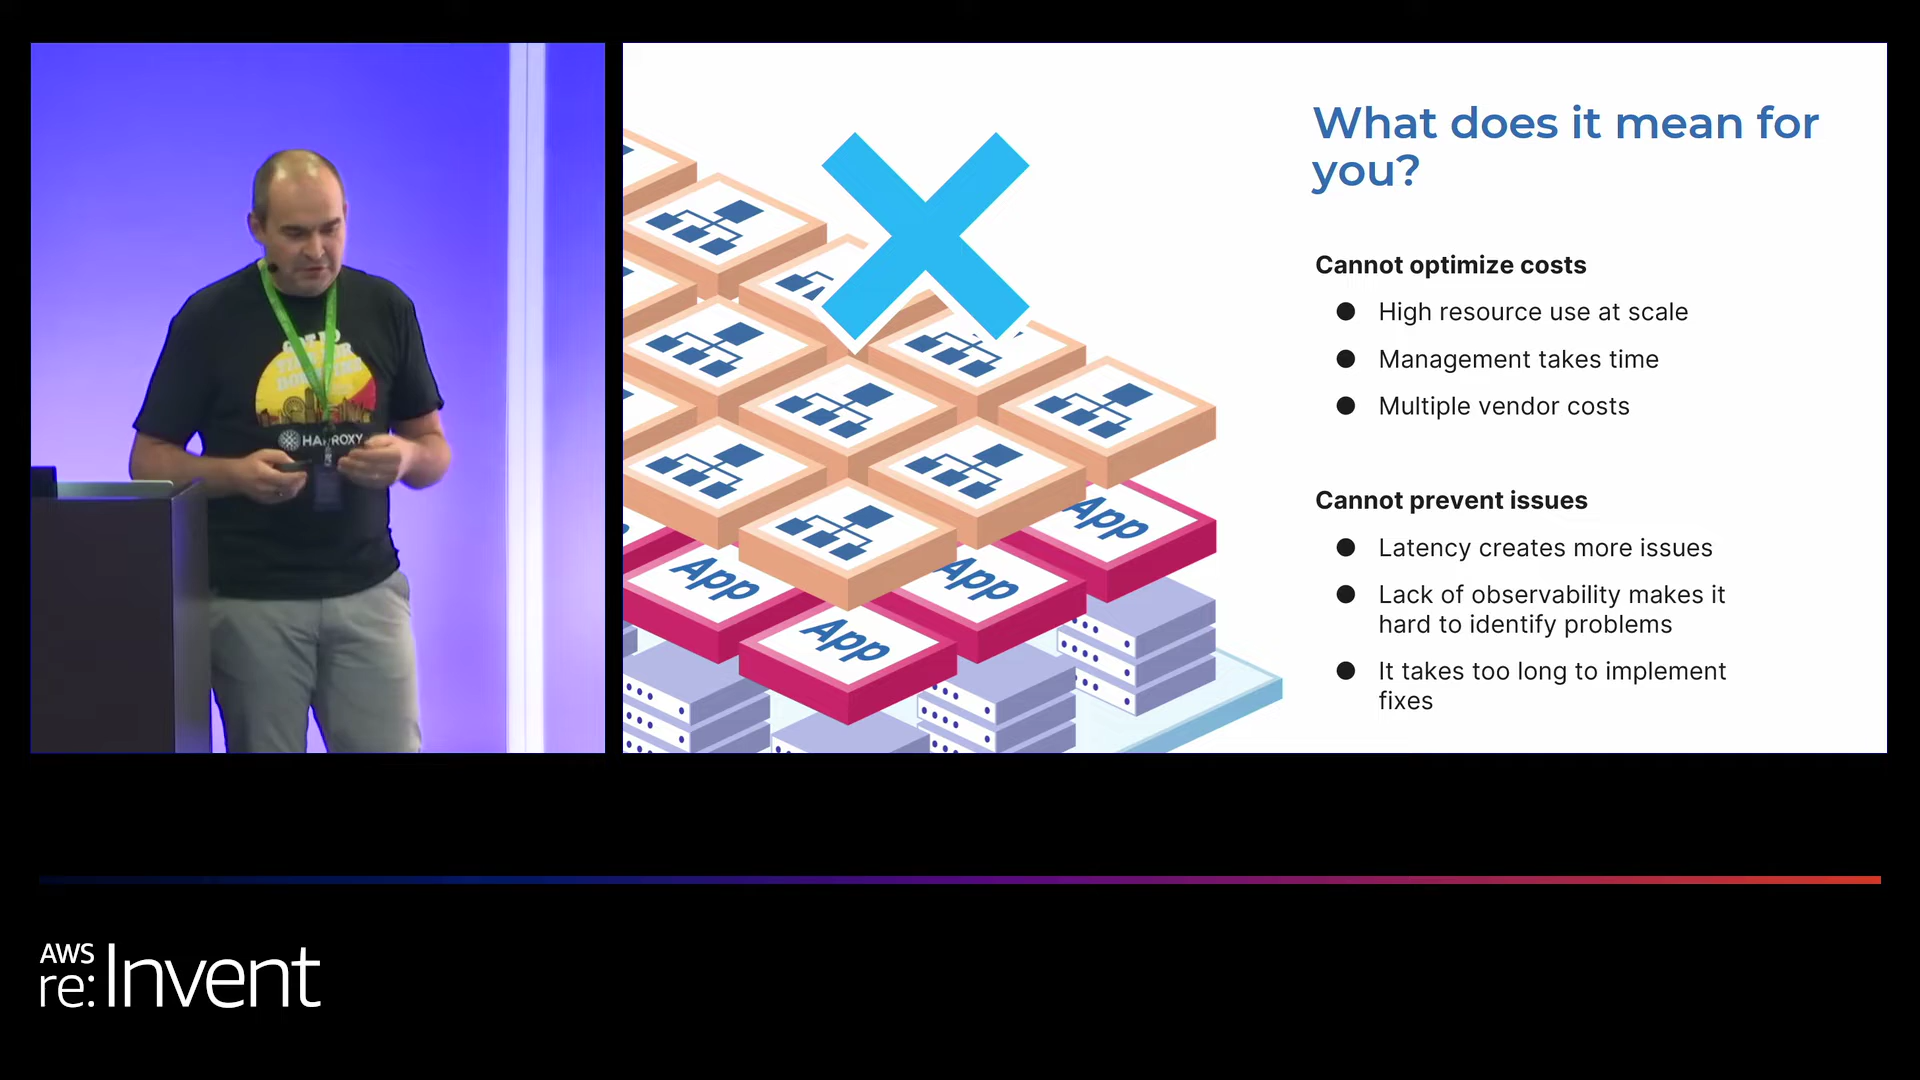 What does it mean for
you?
Cannot optimize costs
High resource use at scale
Management takes time
Multiple vendor costs
Cannot prevent issues
Latency creates more issues
Lack of observability makes it
hard to identify problems
It takes too long to implement
fixes
App
App
App
App
HAPROXY
AWS
re:Invent